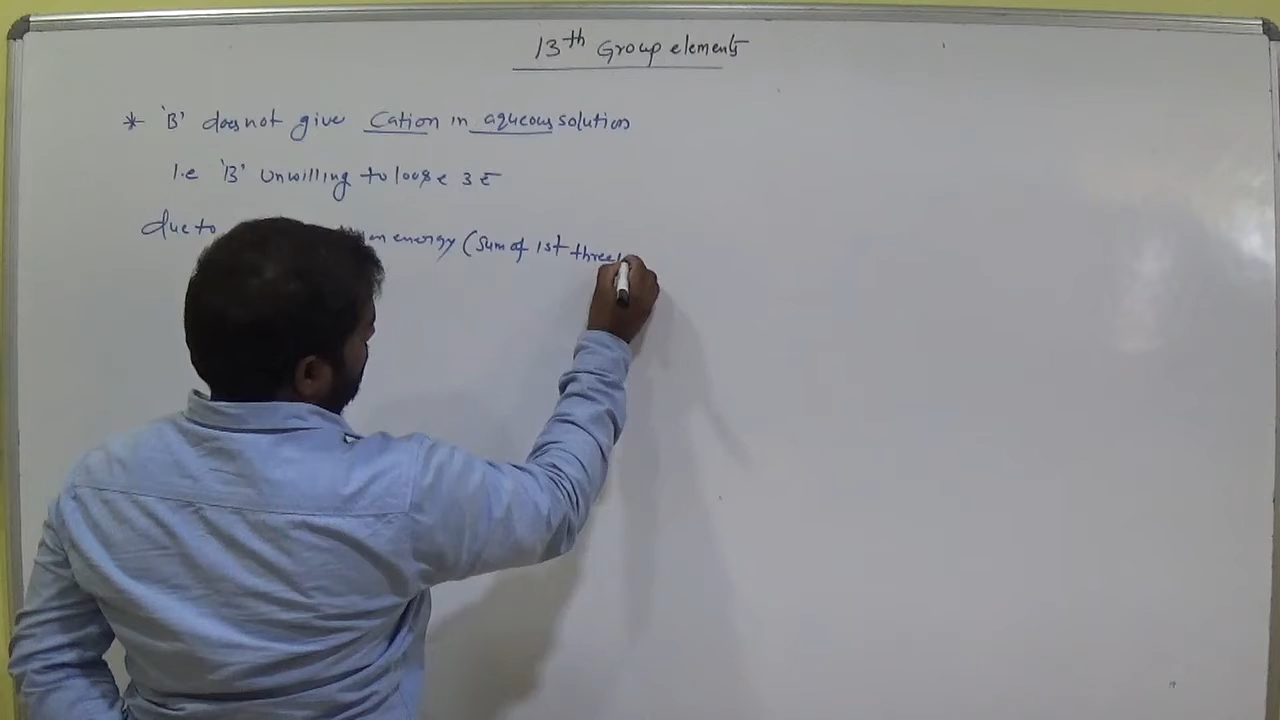 13th Group elements
* 'B' does not give Cation in aqueous solution
I.e 'B' unwilling to loose 3 e-
due to energy (Sum of 1st three